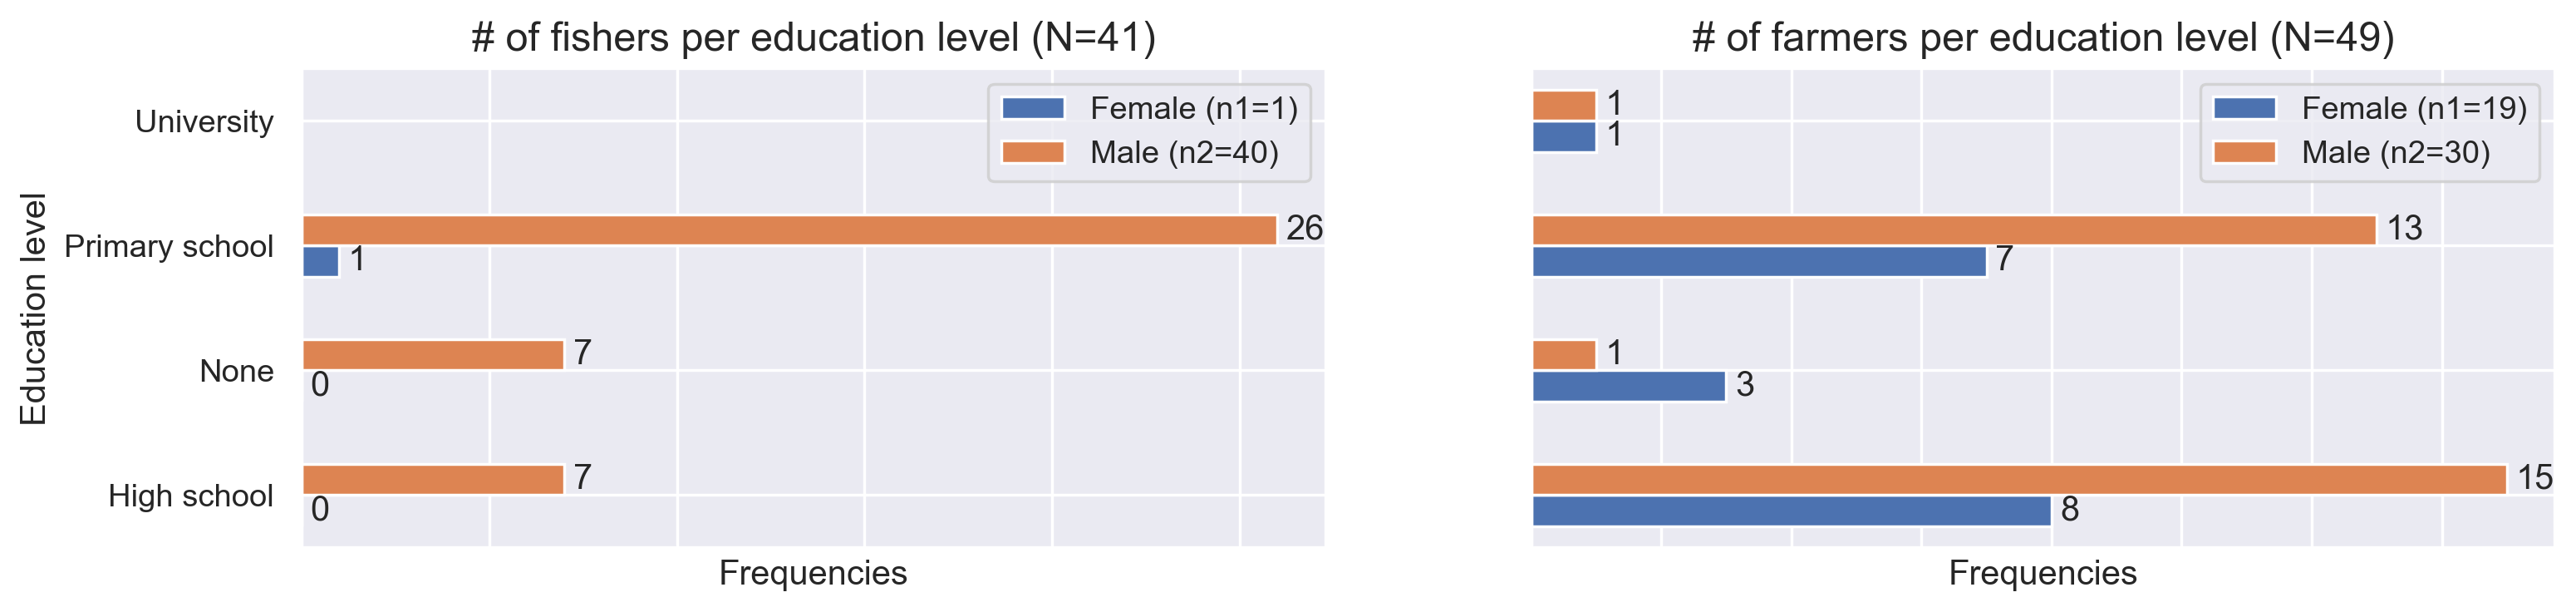 # of fishers per education level (N=41)
Female (n1=1)
Male (n2=40)
Education level
University
Primary school
26
1
None
7
0
High school
7
0
Frequencies
# of farmers per education level (N=49)
Female (n1=19)
Male (n2=30)
1
1
13
7
1
3
15
8
Frequencies